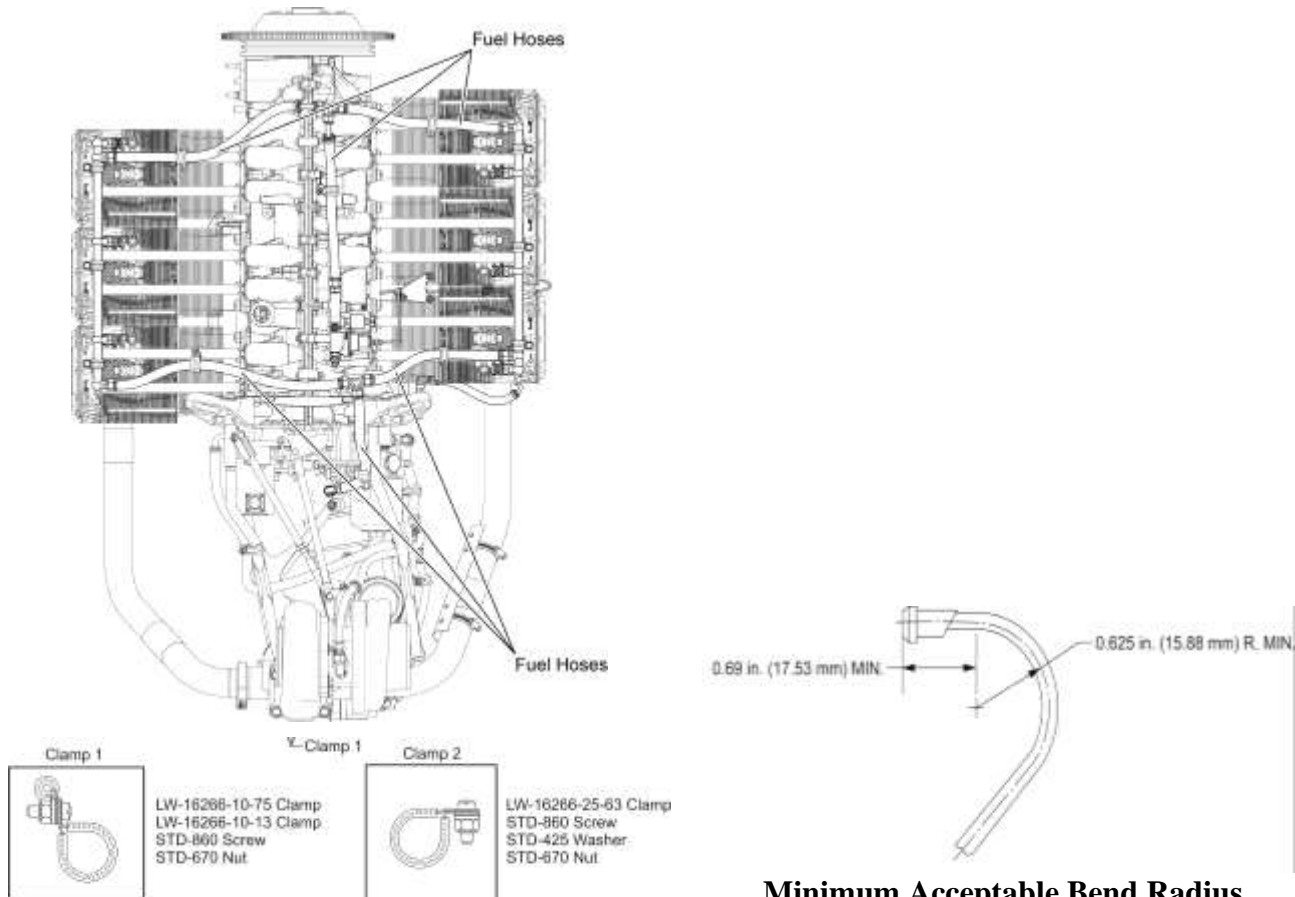 Fuel Hoses
Fuel Hoses
Clamp 1
Clamp 1
LW-16266-10-75 Clamp
LW-16266-10-13 Clamp
STD-860 Screw
STD-670 Nut
Clamp 2
LW-16266-25-63 Clamp
STD-860 Screw
STD-425 Washer
STD-670 Nut
0.69 in. (17.53 mm) MIN.
0.625 in. (15.88 mm) R. MIN.
Minimum Acceptable Bend Radius